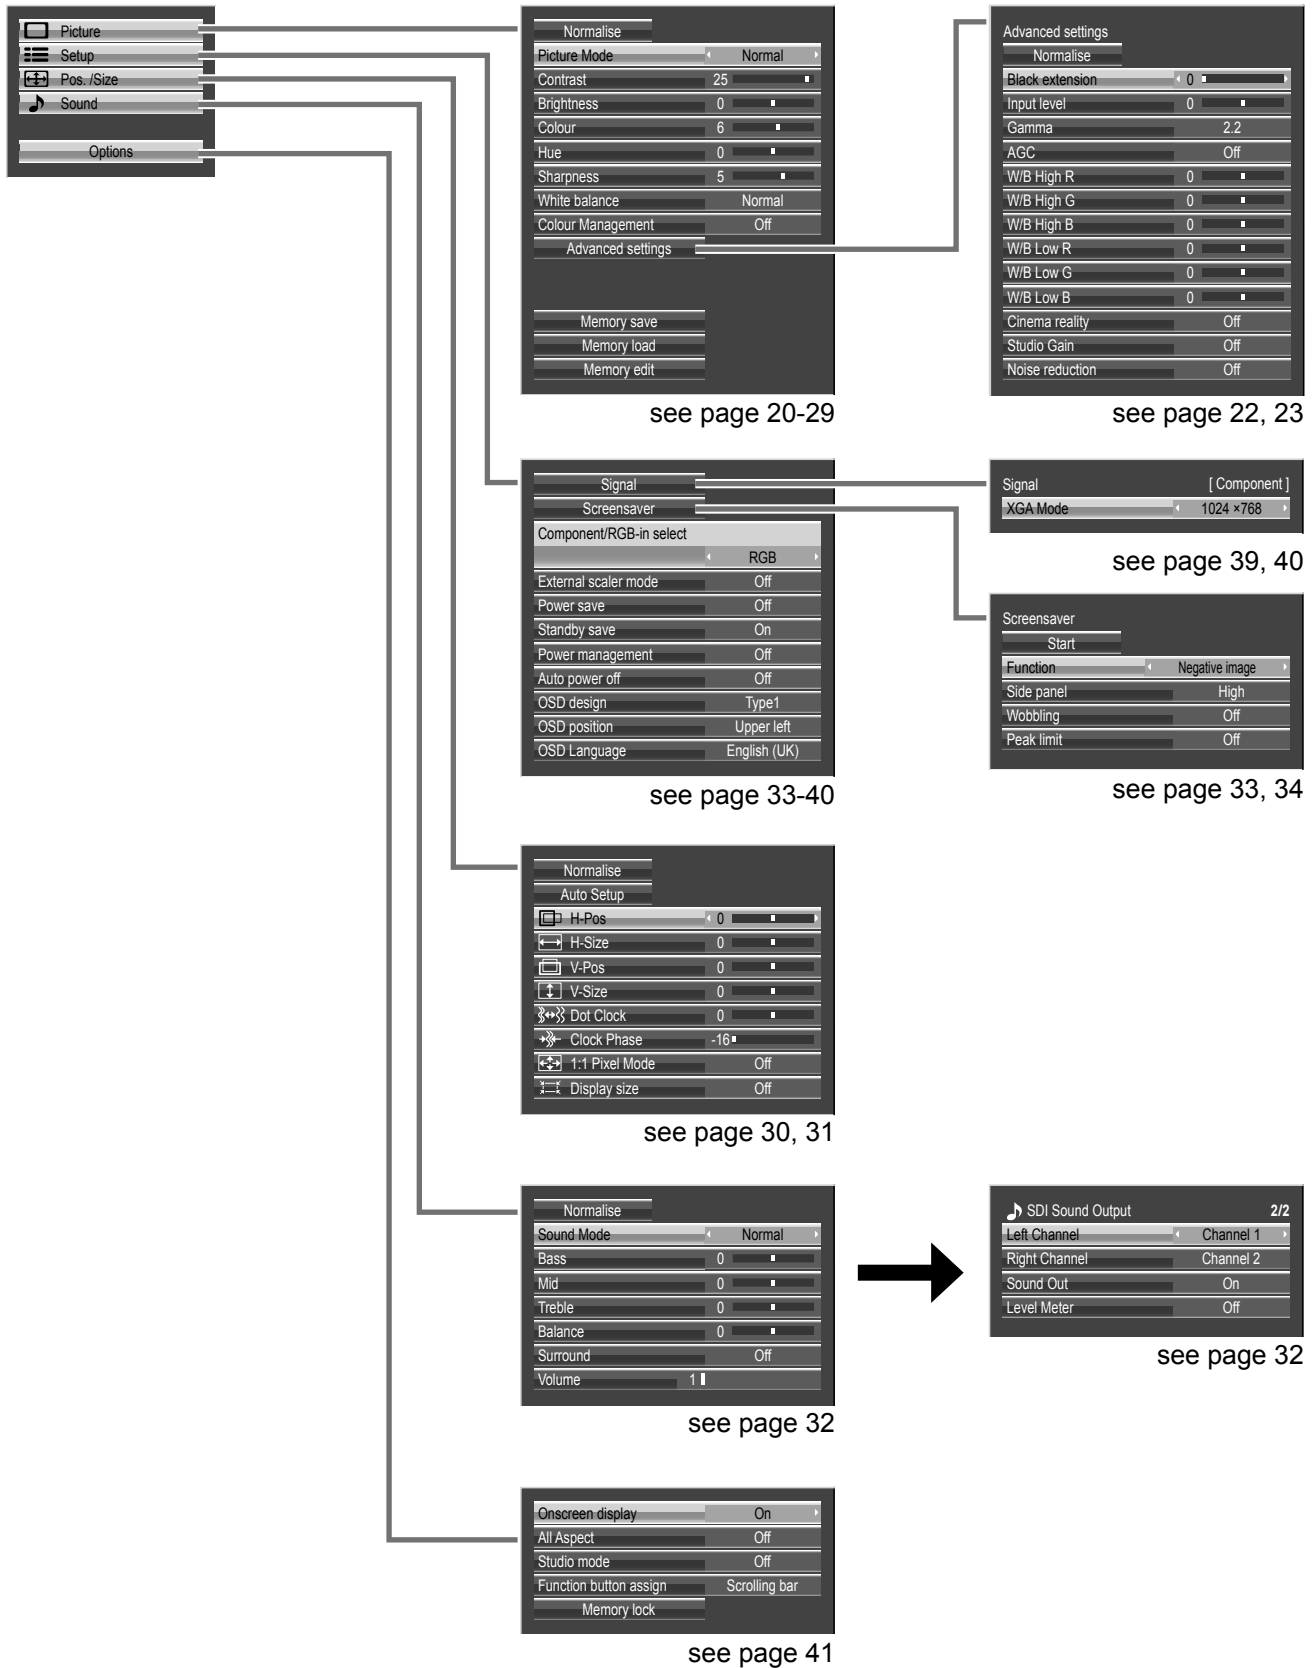 Picture
Setup
Pos. /Size
Sound
Options
Normalise
Picture Mode Normal
Contrast 25
Brightness 0
Colour 6
Hue 0
Sharpness 5
White balance Normal
Colour Management Off
Advanced settings
Memory save
Memory load
Memory edit
see page 20-29
Advanced settings
Normalise
Black extension 0
Input level 0
Gamma 2.2
AGC Off
W/B High R 0
W/B High G 0
W/B High B 0
W/B Low R 0
W/B Low G 0
W/B Low B 0
Cinema reality Off
Studio Gain Off
Noise reduction Off
see page 22, 23
Signal
Screensaver
Component/RGB-in select
RGB
External scaler mode Off
Power save Off
Standby save On
Power management Off
Auto power off Off
OSD design Type1
OSD position Upper left
OSD Language English (UK)
see page 33-40
Signal [ Component ]
XGA Mode 1024 ×768
see page 39, 40
Screensaver
Start
Function Negative image
Side panel High
Wobbling Off
Peak limit Off
see page 33, 34
Normalise
Auto Setup
H-Pos 0
H-Size 0
V-Pos 0
V-Size 0
Dot Clock 0
Clock Phase -16
1:1 Pixel Mode Off
Display size Off
see page 30, 31
Normalise
Sound Mode Normal
Bass 0
Mid 0
Treble 0
Balance 0
Surround Off
Volume 1
see page 32
SDI Sound Output 2/2
Left Channel Channel 1
Right Channel Channel 2
Sound Out On
Level Meter Off
see page 32
Onscreen display On
All Aspect Off
Studio mode Off
Function button assign Scrolling bar
Memory lock
see page 41